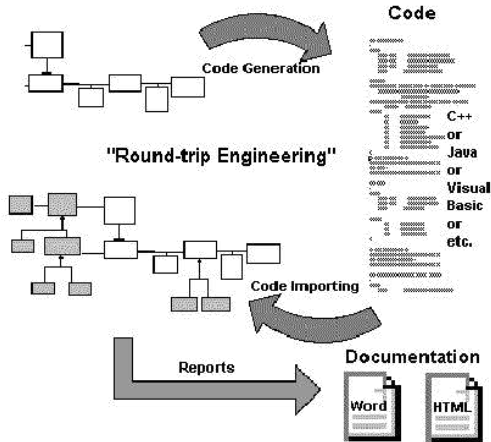 Code
Code Generation
C++
or
Java
or
Visual
Basic
or
etc.
"Round-trip Engineering"
Code Importing
Reports
Documentation
Word
HTML